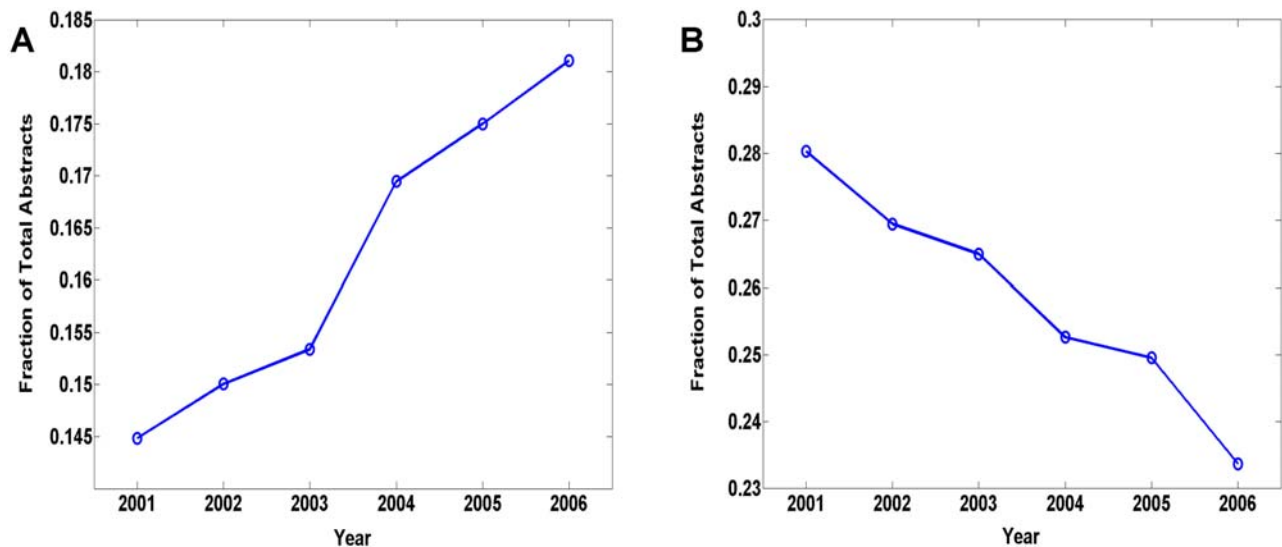 A
Fraction of Total Abstracts
0.185
0.18
0.175
0.17
0.165
0.16
0.155
0.15
0.145
2001 2002 2003 2004 2005 2006
Year
B
Fraction of Total Abstracts
0.3
0.29
0.28
0.27
0.26
0.25
0.24
0.23
2001 2002 2003 2004 2005 2006
Year